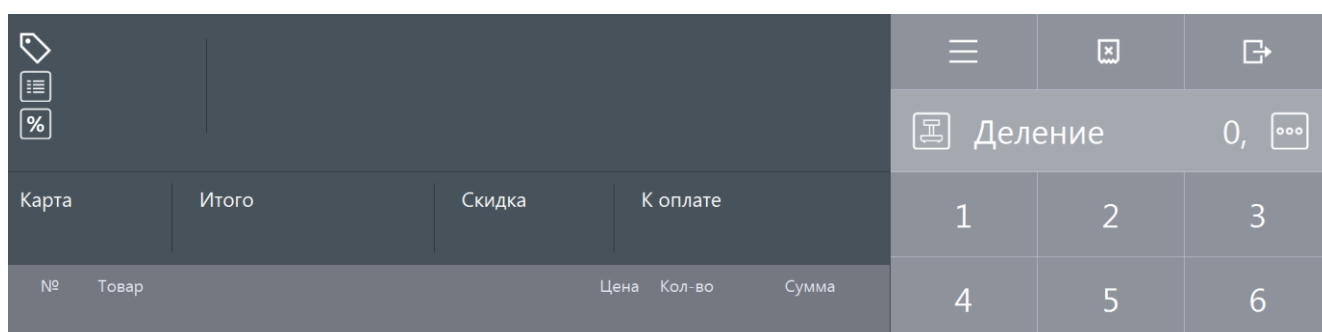 %
Деление 0,
Карта Итого Скидка К оплате
1 2 3
№ Товар Цена Кол-во Сумма
4 5 6